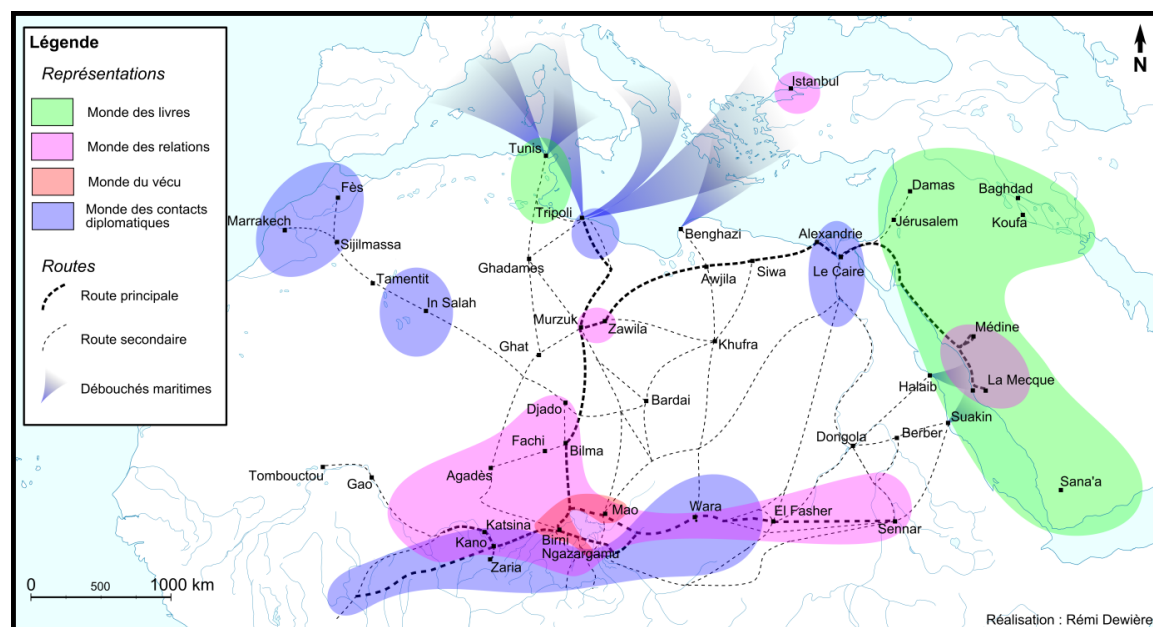 Légende
Représentations
Monde des livres
Monde des relations
Monde du vécu
Monde des contacts
diplomatiques
Routes
Route principale
Route secondaire
Débouchés maritimes
N
Istanbul
Tunis
Fès
Marrakech
Sijilmassa
Tripoli
Benghazi
Alexandrie
Le Caire
Damas
Jérusalem
Baghdad
Koufa
Ghadames
Tamentit
In Salah
Awjila
Siwa
Murzuk
Zawila
Médine
Ghat
Khufra
Halaib
La Mecque
Djado
Bardai
Suakin
Fachi
Bilma
Dongola
Berber
Tombouctou
Gao
Agadès
Sana'a
Mao
Wara
El Fasher
Sennar
Katsina
Kano
Zaria
Birni
Ngazargamu
0
500
1000 km
Réalisation : Rémi Dewière